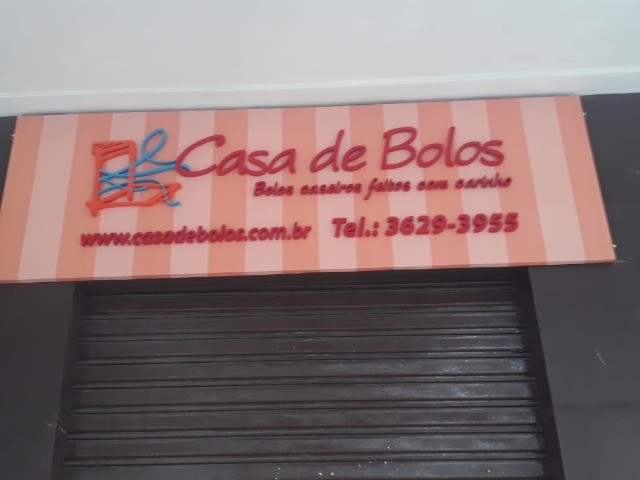 Casa de Bolos
Bolos caseiros feitos com carinho
www.casadebolos.com.br Tel.: 3629-3955